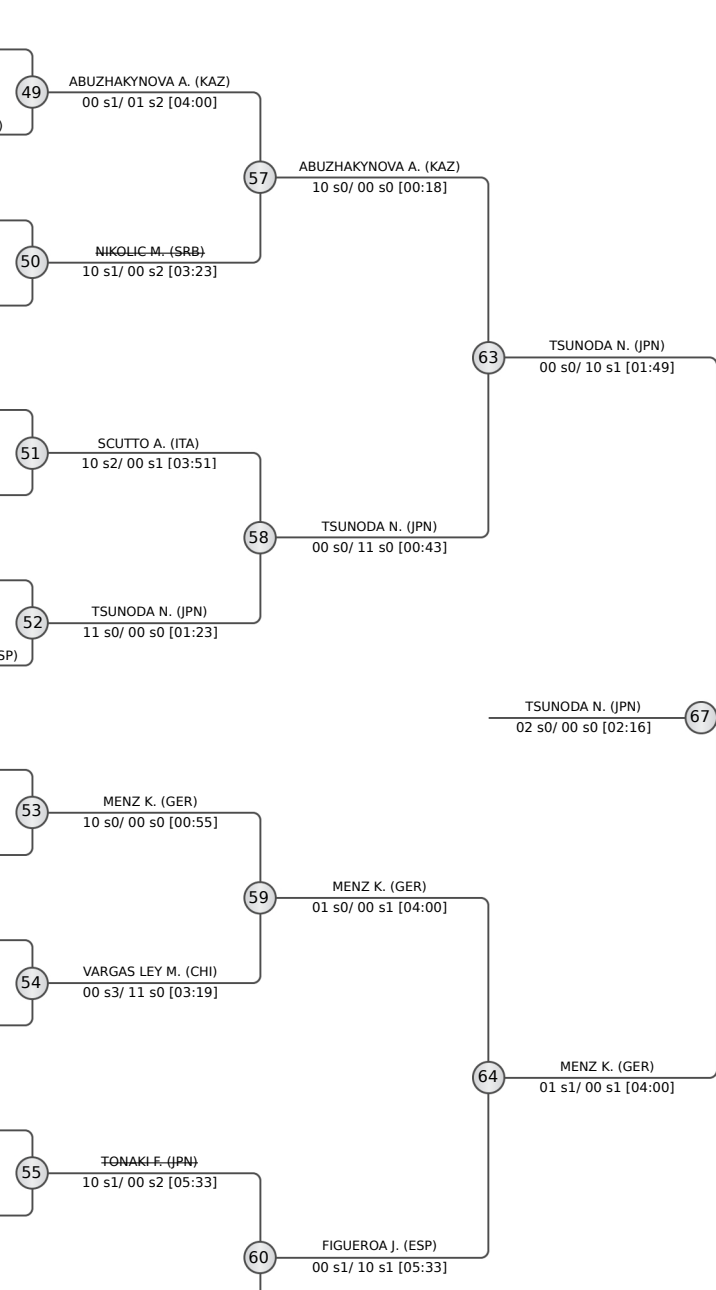 ABUZHAKYNOVA A. (KAZ)
49
00 s1/ 01 s2 [04:00]
)
ABUZHAKYNOVA A. (KAZ)
57
10 s0/ 00 s0 [00:18]
NIKOLIC M. (SRB)
50
10 s1/ 00 s2 [03:23]
TSUNODA N. (JPN)
63
00 s0/ 10 s1 [01:49]
SCUTTO A. (ITA)
51
10 s2/ 00 s1 [03:51]
TSUNODA N. (JPN)
58
00 s0/ 11 s0 [00:43]
TSUNODA N. (JPN)
52
11 s0/ 00 s0 [01:23]
SP)
TSUNODA N. (JPN)
67
02 s0/ 00 s0 [02:16]
MENZ K. (GER)
53
10 s0/ 00 s0 [00:55]
MENZ K. (GER)
59
01 s0/ 00 s1 [04:00]
VARGAS LEY M. (CHI)
54
00 s3/ 11 s0 [03:19]
MENZ K. (GER)
64
01 s1/ 00 s1 [04:00]
TONAKI F. (JPN)
55
10 s1/ 00 s2 [05:33]
FIGUEROA J. (ESP)
60
00 s1/ 10 s1 [05:33]